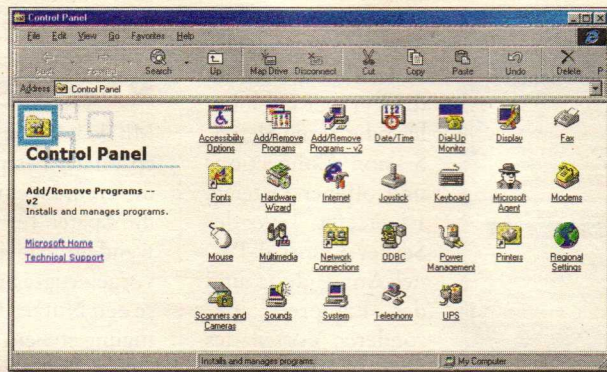 Control Panel
File Edit View Go Favorites Help
Back Forward Search Up Map Drive Disconnect Cut Copy Paste Undo Delete P
Address Control Panel
Control Panel
Add/Remove Programs --
v2
Installs and manages programs.
Microsoft Home
Technical Support
Accessibility
Options
Add/Remove
Programs
Add/Remove
Programs -- v2
Date/Time
Dial-Up
Monitor
Display
Fax
Fonts
Hardware
Wizard
Internet
Joystick
Keyboard
Microsoft
Agent
Modems
Mouse
Multimedia
Network
Connections
ODBC
Power
Management
Printers
Regional
Settings
Scanners and
Cameras
Sounds
System
Telephony
UPS
Installs and manages programs.
My Computer